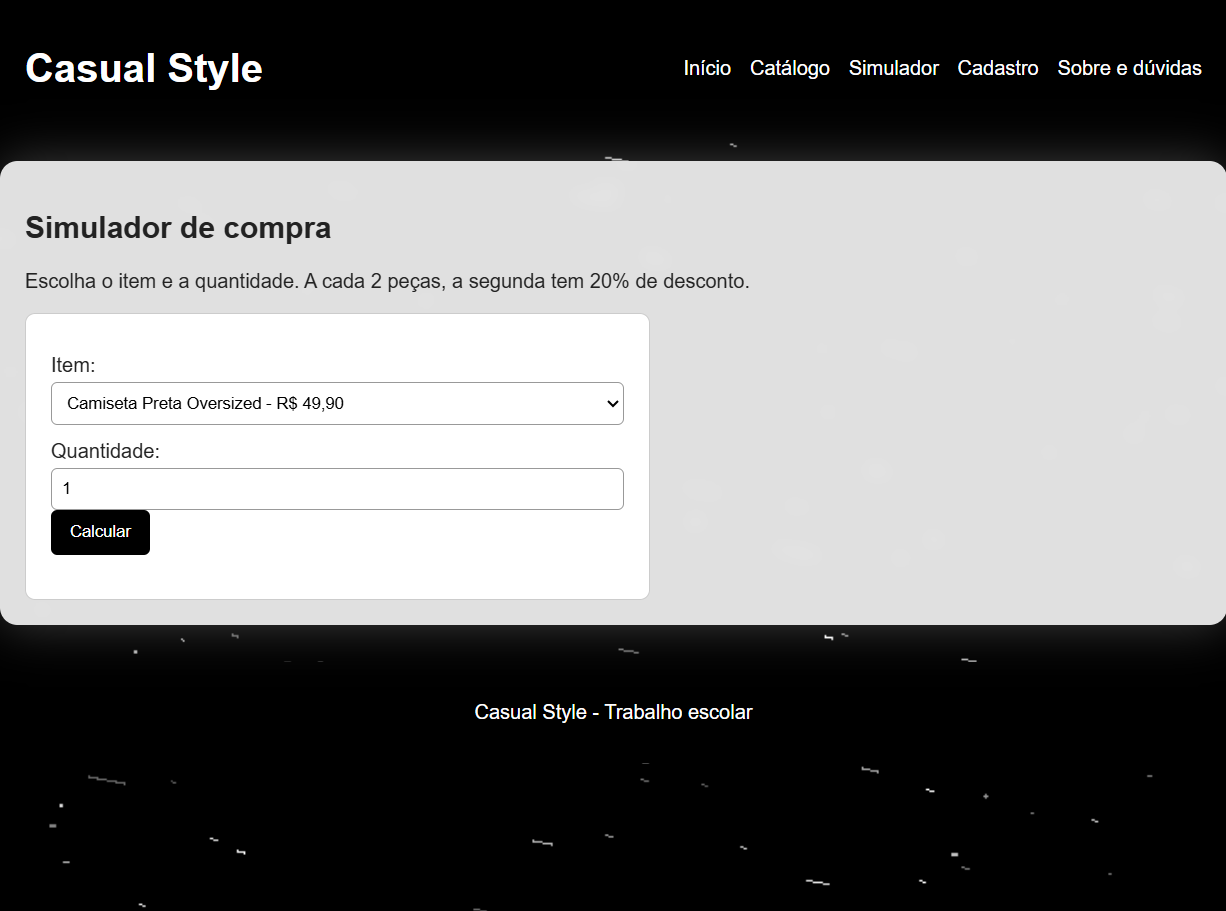 Casual Style
Início Catálogo Simulador Cadastro Sobre e dúvidas
Simulador de compra
Escolha o item e a quantidade. A cada 2 peças, a segunda tem 20% de desconto.
Item:
Camiseta Preta Oversized - R$ 49,90
Quantidade:
1
Calcular
Casual Style - Trabalho escolar